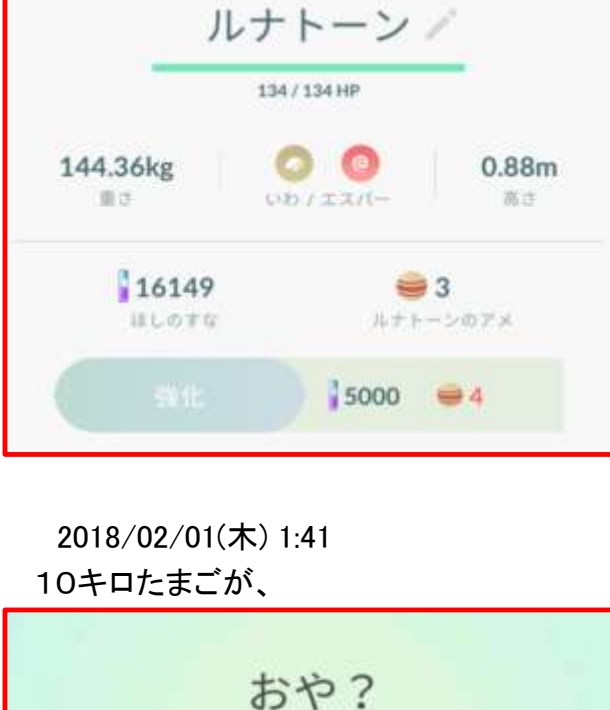 ルナトーン
134 / 134 HP
144.36kg 0.88m
重さ いわ / エスパー 高さ
16149 3
ほしのすな ルナトーンのアメ
強化 5000 4
2018/02/01(木) 1:41
１０キロたまごが、
おや？